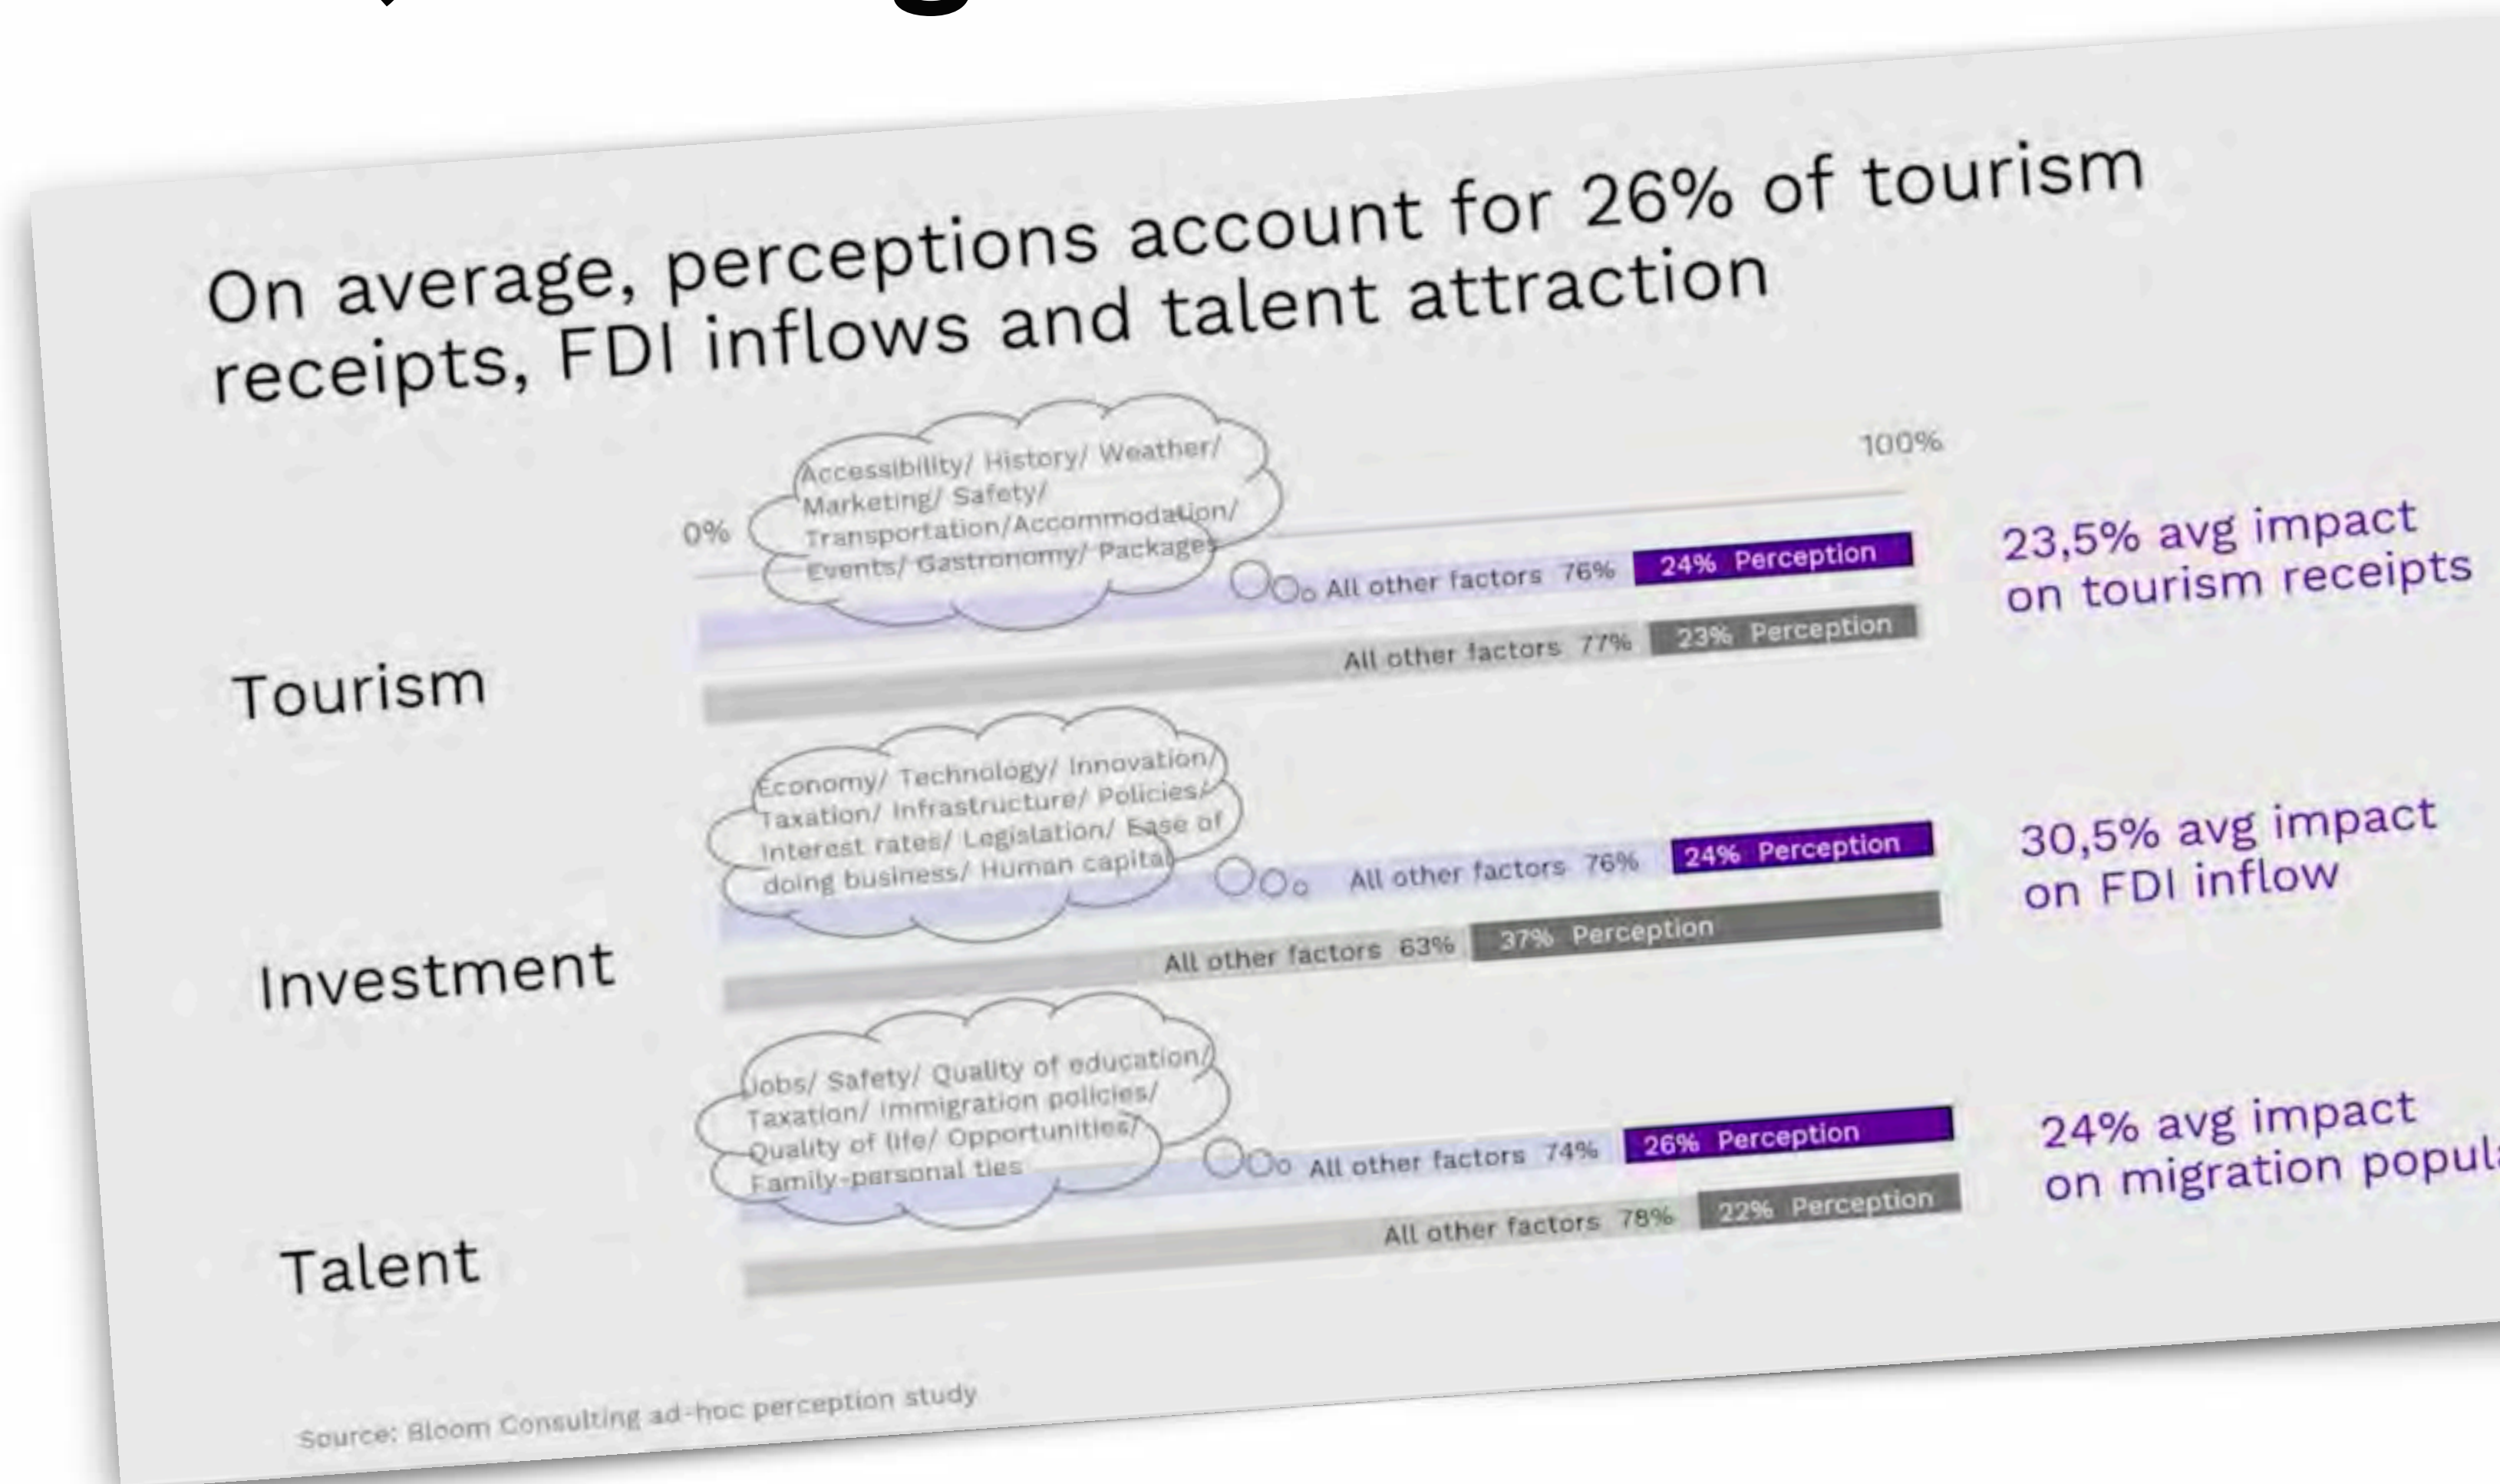 On average, perceptions account for 26% of tourism
receipts, FDI inflows and talent attraction
0%
100%
Accessibility/ History/ Weather/
Marketing/ Safety/
Transportation/Accommodation/
Events/ Gastronomy/ Packages
All other factors 76%
24% Perception
All other factors 77%
23% Perception
Tourism
23,5% avg impact
on tourism receipts
Economy/ Technology/ Innovation/
Taxation/ Infrastructure/ Policies/
Interest rates/ Legislation/ Ease of
doing business/ Human capital
All other factors 76%
24% Perception
All other factors 63%
37% Perception
Investment
30,5% avg impact
on FDI inflow
Jobs/ Safety/ Quality of education/
Taxation/ Immigration policies/
Quality of life/ Opportunities/
Family-personal ties
All other factors 74%
26% Perception
All other factors 78%
22% Perception
Talent
24% avg impact
on migration
Source: Bloom Consulting ad-hoc perception study